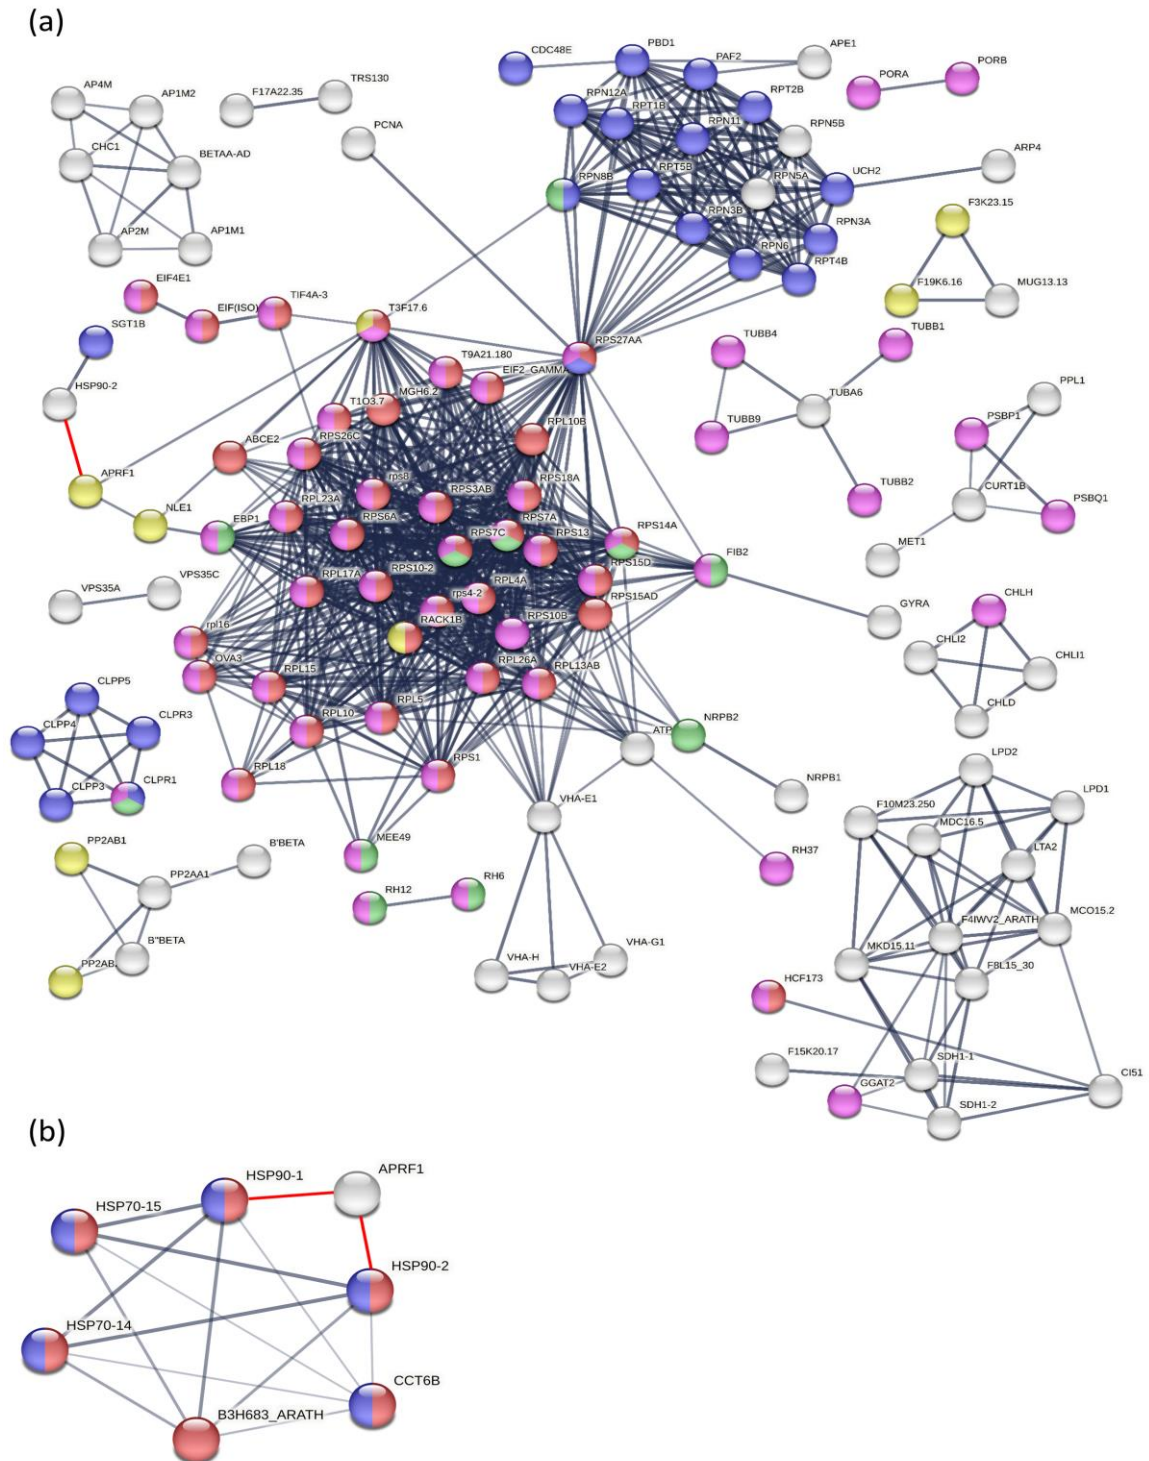 (a)
CDC48E
PBD1
PAF2
APE1
PORA
PORB
AP4M
AP1M2
F17A22.35
TRS130
RPN12A
RPT1B
RPN11
RPT2B
RPN5B
PCNA
CHC1
BETAA-AD
RPN8B
RPT5B
RPN5A
UCH2
ARP4
AP2M
AP1M1
RPN3B
RPN3A
F3K23.15
RPN6
RPT4B
F19K6.16
MUG13.13
EIF4E1
EIF(ISO)
TIF4A-3
T3F17.6
SGT1B
RPS27AA
TUBB4
TUBB1
HSP90-2
T9A21.180
EIF2 GAMMA
MGH6.2
T1O3.7
TUBA6
PPL1
ABCE2
RPS26C
RPL10B
TUBB9
PSBP1
APRF1
rps8
RPS3AB
RPS18A
TUBB2
CURT1B
PSBQ1
NLE1
EBP1
RPL23A
RPS6A
RPS7C
RPS7A
RPS13
RPS14A
FIB2
MET1
VPS35A
VPS35C
RPL17A
RPS10-2
RPL4A
RPS15D
RPS15AD
GYRA
rps4-2
RACK1B
RPS10B
rpl16
CHLH
CHLI2
CHLI1
CHLD
OVA3
RPL15
RPL26A
RPL13AB
CLPP5
CLPP4
CLPR3
RPL10
RPL5
ATP
NRPB2
CLPP3
CLPR1
RPL18
RPS1
NRPB1
LPD2
LPD1
VHA-E1
F10M23.250
MDC16.5
LTA2
PP2AB1
B'BETA
MEE49
RH37
PP2AA1
RH12
RH6
F4IWV2_ARATH
MCO15.2
B"BETA
PP2AB
VHA-H
VHA-E2
VHA-G1
MKD15.11
F8L15_30
HCF173
F15K20.17
SDH1-1
GGAT2
SDH1-2
CI51
(b)
HSP90-1
APRF1
HSP70-15
HSP90-2
HSP70-14
CCT6B
B3H683_ARATH